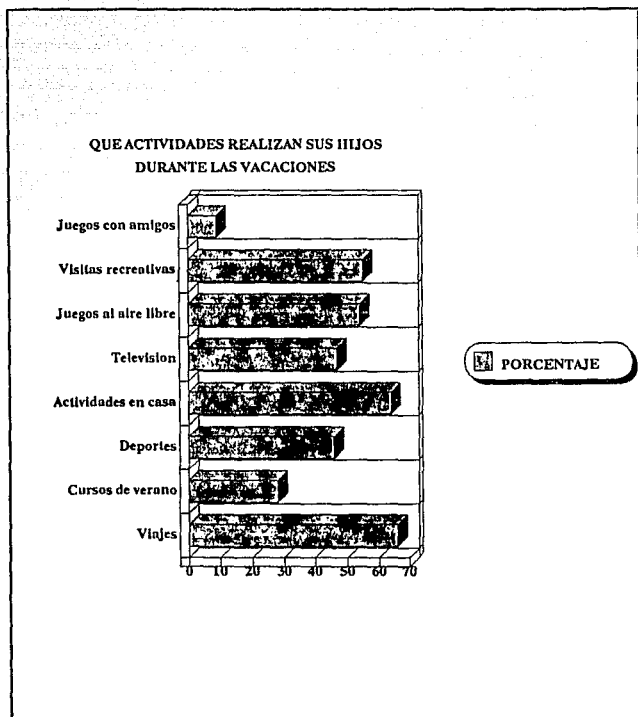 QUE ACTIVIDADES REALIZAN SUS HIJOS
DURANTE LAS VACACIONES
Juegos con amigos
Visitas recreativas
Juegos al aire libre
Television
PORCENTAJE
Actividades en casa
Deportes
Cursos de verano
Viajes
0 10 20 30 40 50 60 70